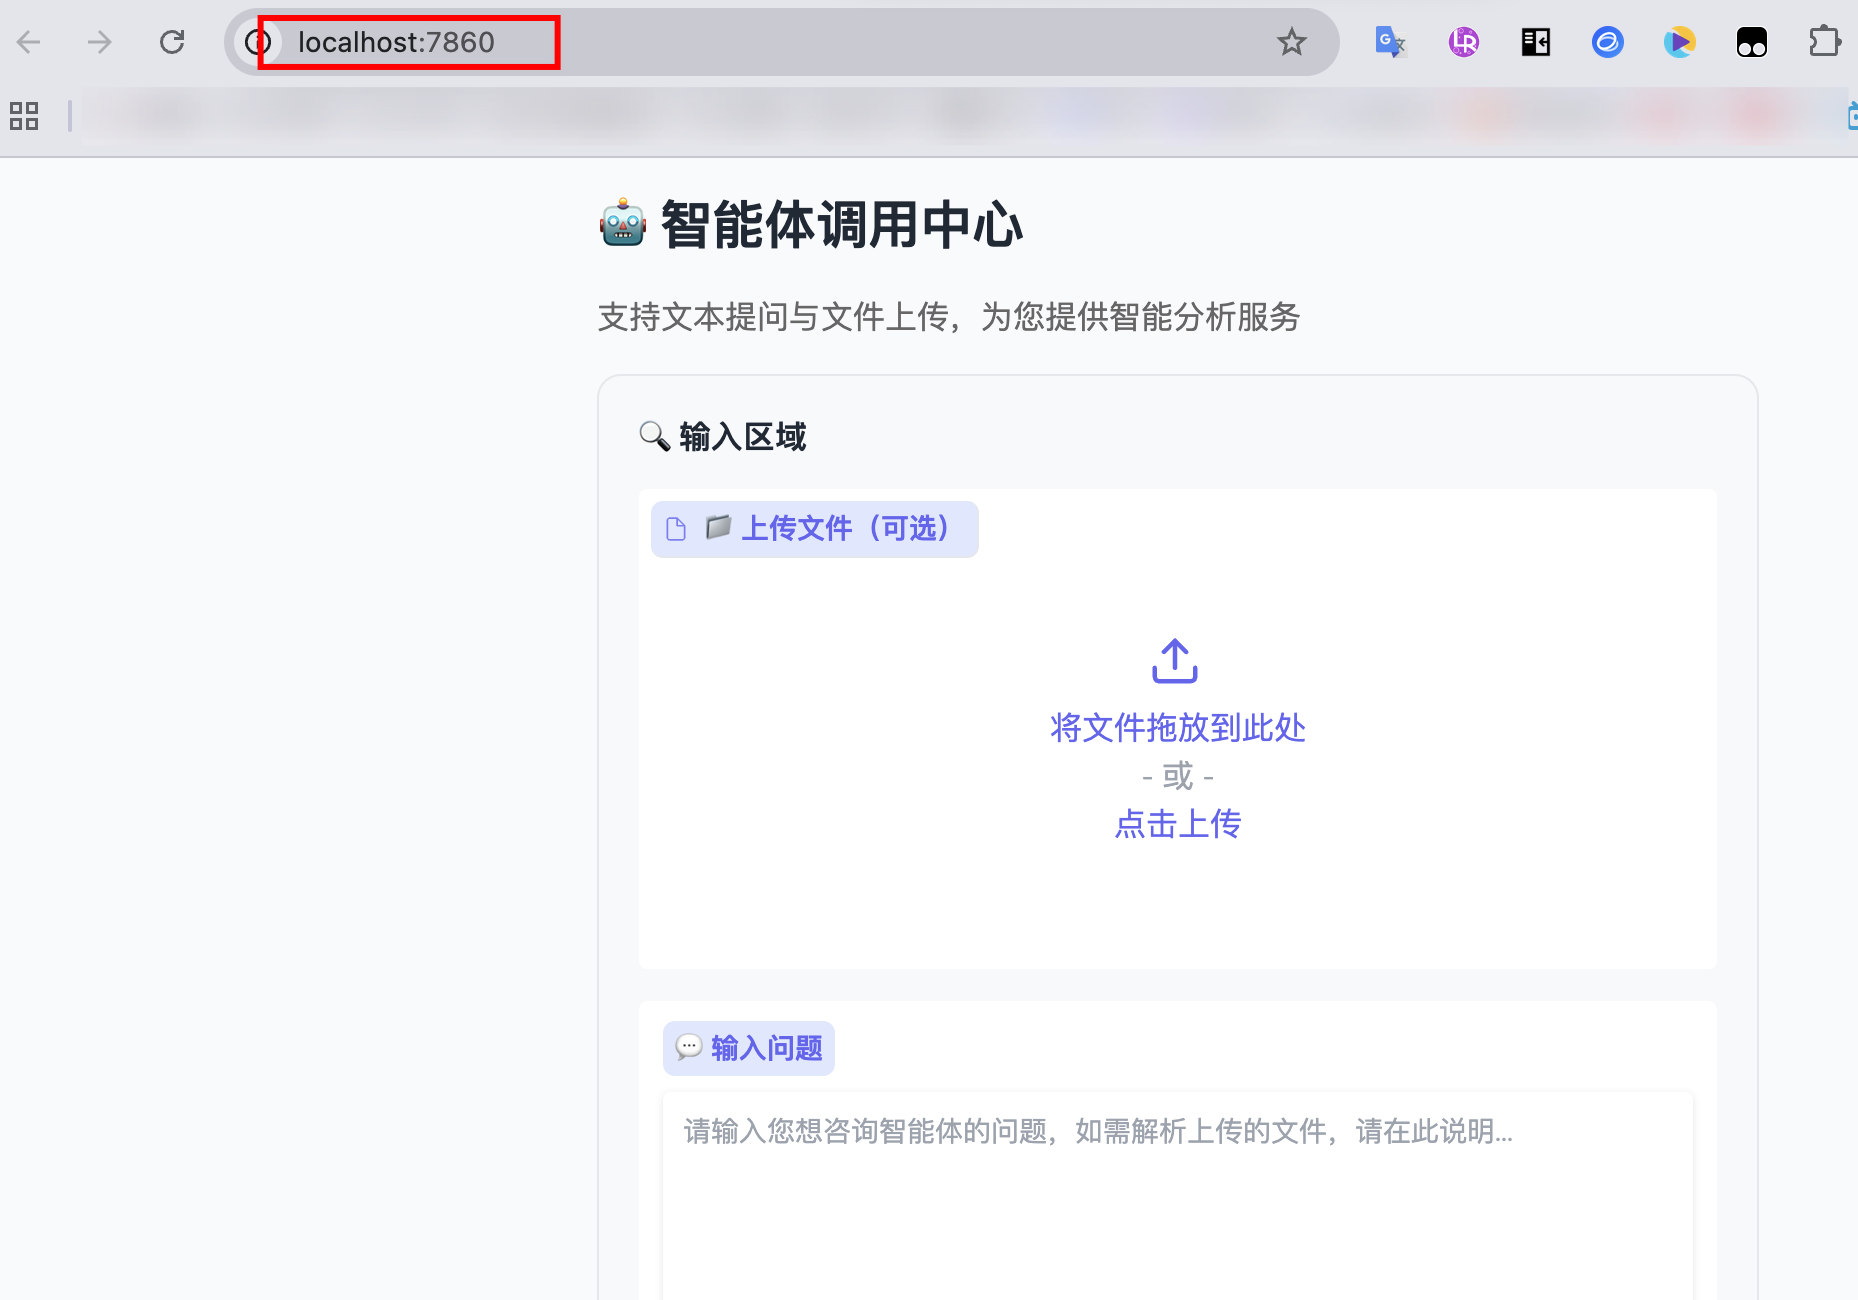 localhost:7860
智能体调用中心
支持文本提问与文件上传，为您提供智能分析服务
输入区域
上传文件（可选）
将文件拖放到此处
- 或 -
点击上传
输入问题
请输入您想咨询智能体的问题，如需解析上传的文件，请在此说明...